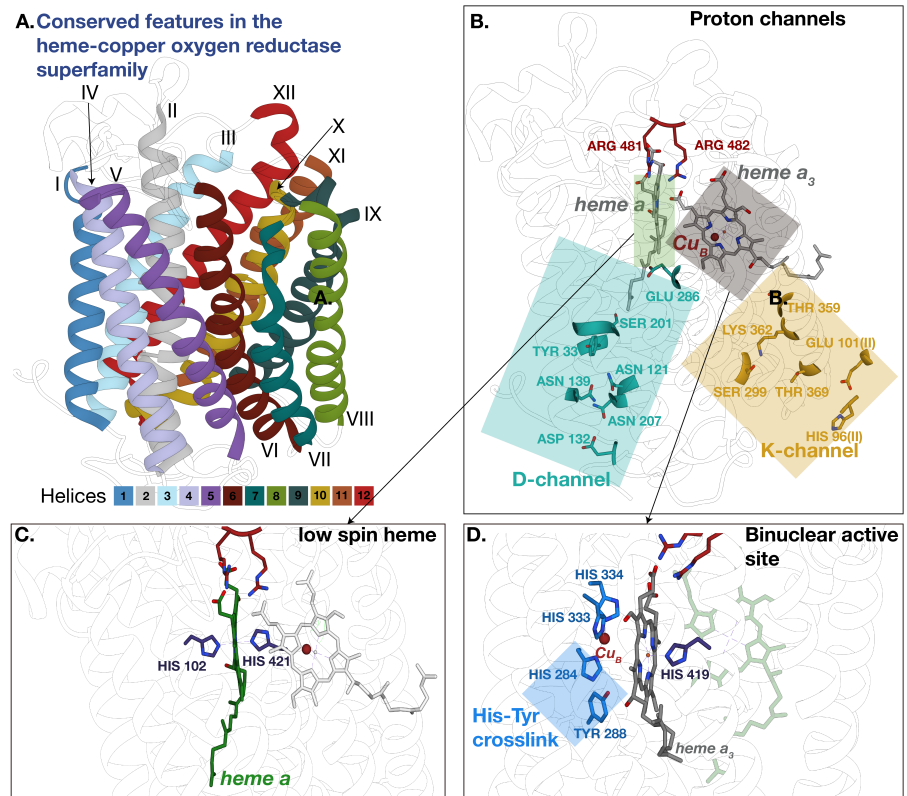 A. Conserved features in the
heme-copper oxygen reductase
superfamily
IV
II
XII
III
X
XI
I
V
IX
A.
VIII
VI
VII
Helices 1 2 3 4 5 6 7 8 9 10 11 12
B.
Proton channels
ARG 481
ARG 482
heme a3
heme a
CuB
GLU 286
B.
THR 359
SER 201
LYS 362
TYR 33
GLU 101(II)
ASN 121
ASN 139
SER 299
THR 369
ASN 207
HIS 96(II)
ASP 132
K-channel
D-channel
C.
low spin heme
HIS 102
HIS 421
heme a
D.
Binuclear active
site
HIS 334
HIS 333
CuB
HIS 284
HIS 419
His-Tyr
crosslink
TYR 288
heme a3